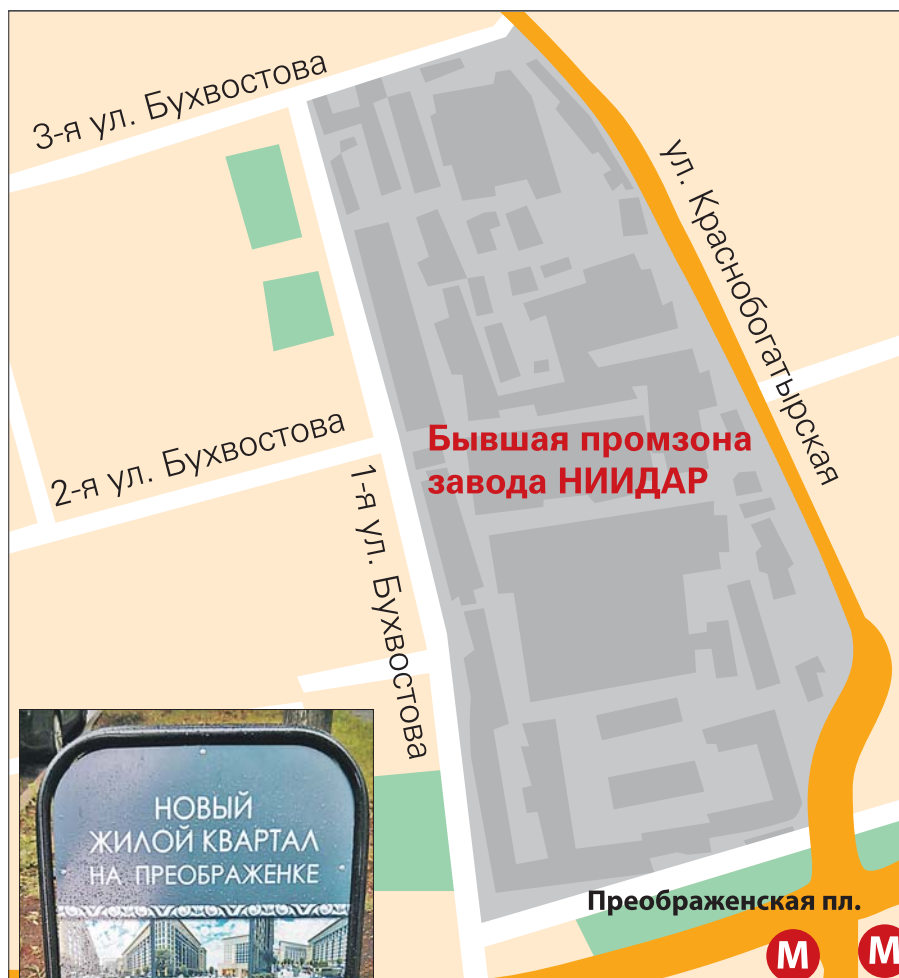 3-я ул. Бухвостова
ул. Краснобогатырская
2-я ул. Бухвостова
Бывшая промзона
завода НИИДАР
1-я ул. Бухвостова
НОВЫЙ
ЖИЛОЙ КВАРТАЛ
НА ПРЕОБРАЖЕНКЕ
Преображенская пл.
М
М